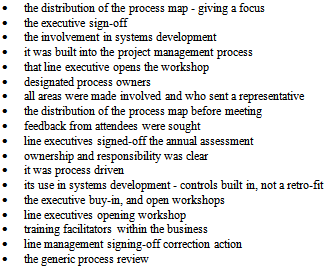 • the distribution of the process map - giving a focus
• the executive sign-off
• the involvement in systems development
• it was built into the project management process
• that line executive opens the workshop
• designated process owners
• all areas were made involved and who sent a representative
• the distribution of the process map before meeting
• feedback from attendees were sought
• line executives signed-off the annual assessment
• ownership and responsibility was clear
• it was process driven
• its use in systems development - controls built in, not a retro-fit
• the executive buy-in, and open workshops
• line executives opening workshop
• training facilitators within the business
• line management signing-off correction action
• the generic process review